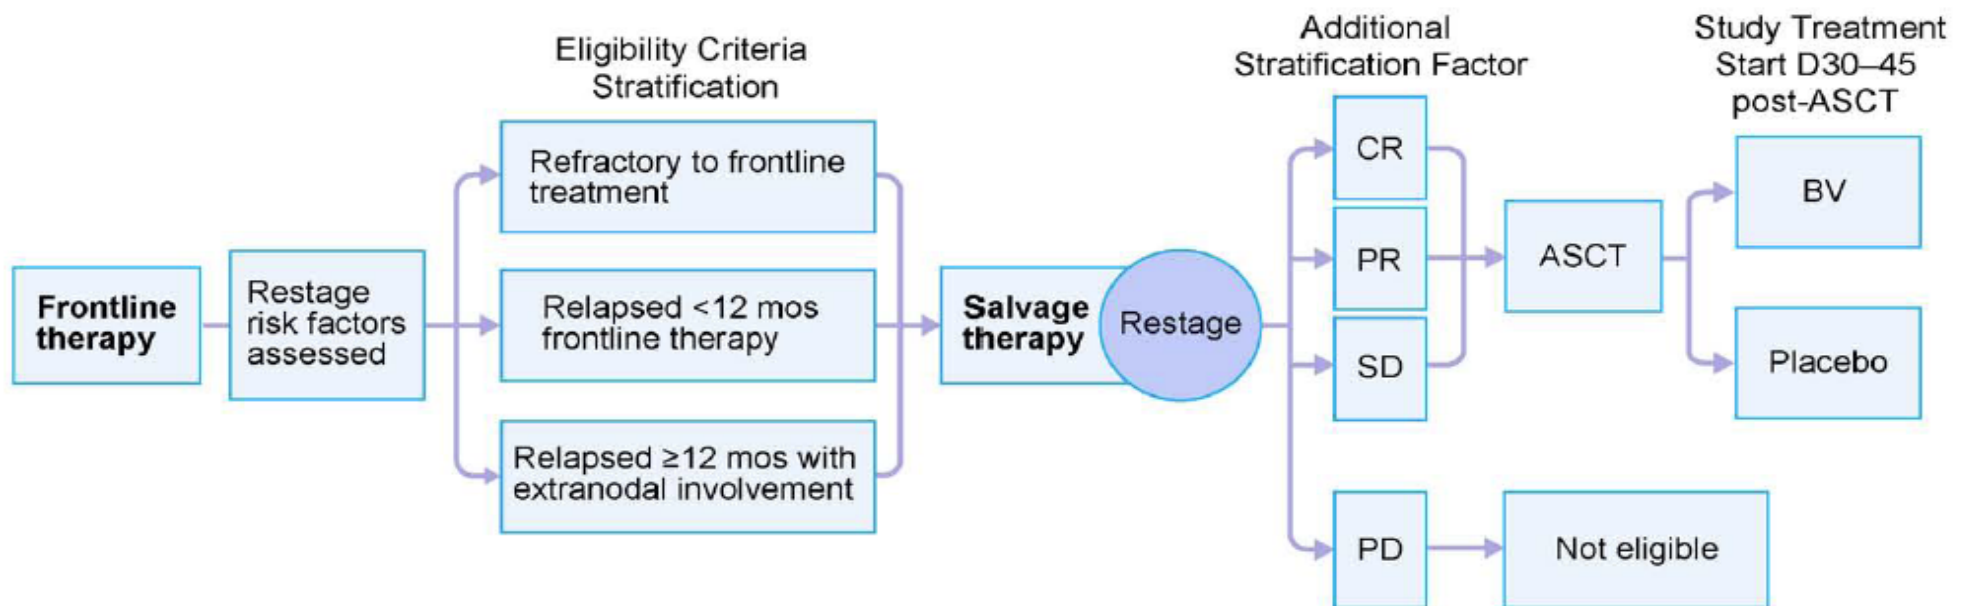 Eligibility Criteria
Stratification
Additional
Stratification Factor
Study Treatment
Start D30–45
post-ASCT
Frontline
therapy
Restage
risk factors
assessed
Refractory to frontline
treatment
Relapsed <12 mos
frontline therapy
Relapsed ≥12 mos with
extranodal involvement
Salvage
therapy
Restage
CR
PR
SD
PD
ASCT
Not eligible
BV
Placebo